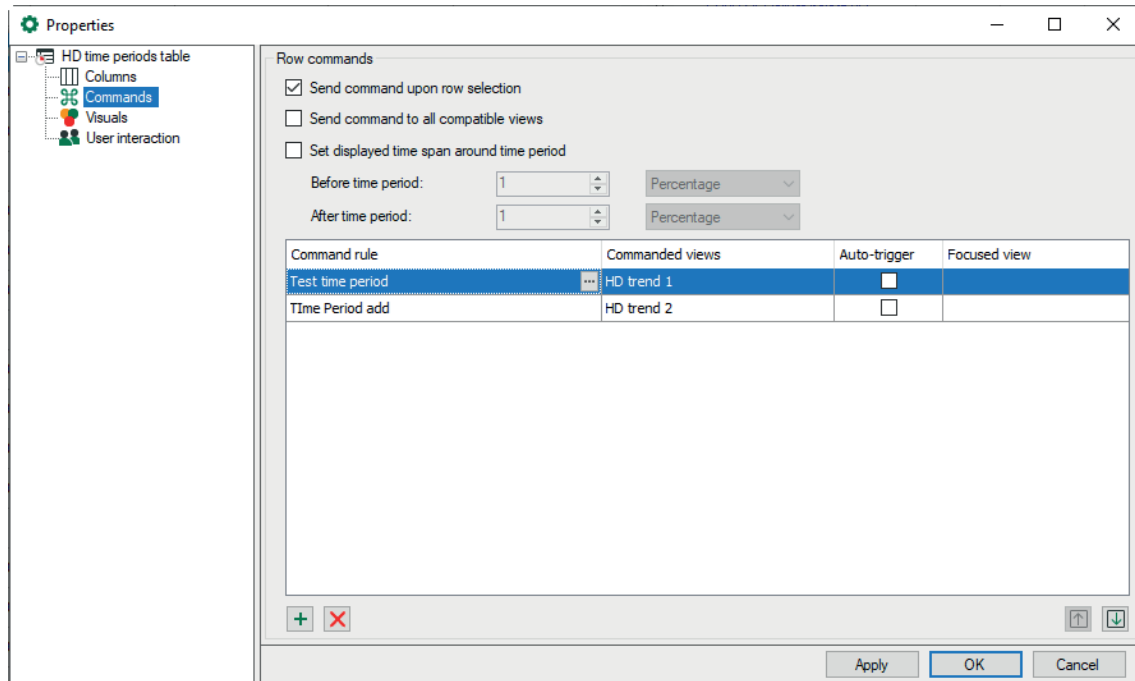 Properties
HD time periods table
Columns
Commands
Visuals
User interaction
Row commands
Send command upon row selection
Send command to all compatible views
Set displayed time span around time period
Before time period: 1 Percentage
After time period: 1 Percentage
Command rule Commanded views Auto-trigger Focused view
Test time period ... HD trend 1
TIme Period add HD trend 2
Apply OK Cancel